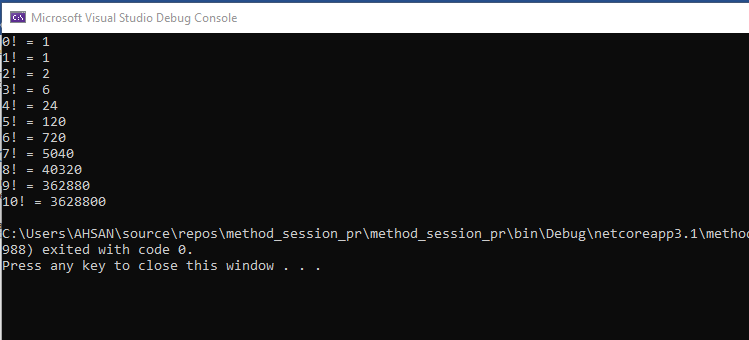 Microsoft Visual Studio Debug Console
0! = 1
1! = 1
2! = 2
3! = 6
4! = 24
5! = 120
6! = 720
7! = 5040
8! = 40320
9! = 362880
10! = 3628800
C:\Users\AHSAN\source\repos\method_session_pr\method_session_pr\bin\Debug\netcoreapp3.1\metho
988) exited with code 0.
Press any key to close this window . . .